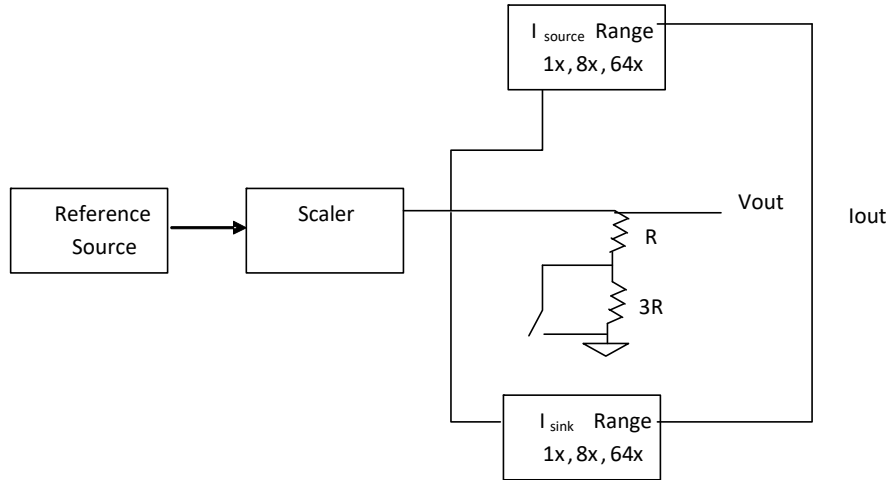 I source Range
1x, 8x, 64x
Reference
Source
Scaler
Vout
Iout
R
3R
I sink Range
1x, 8x, 64x